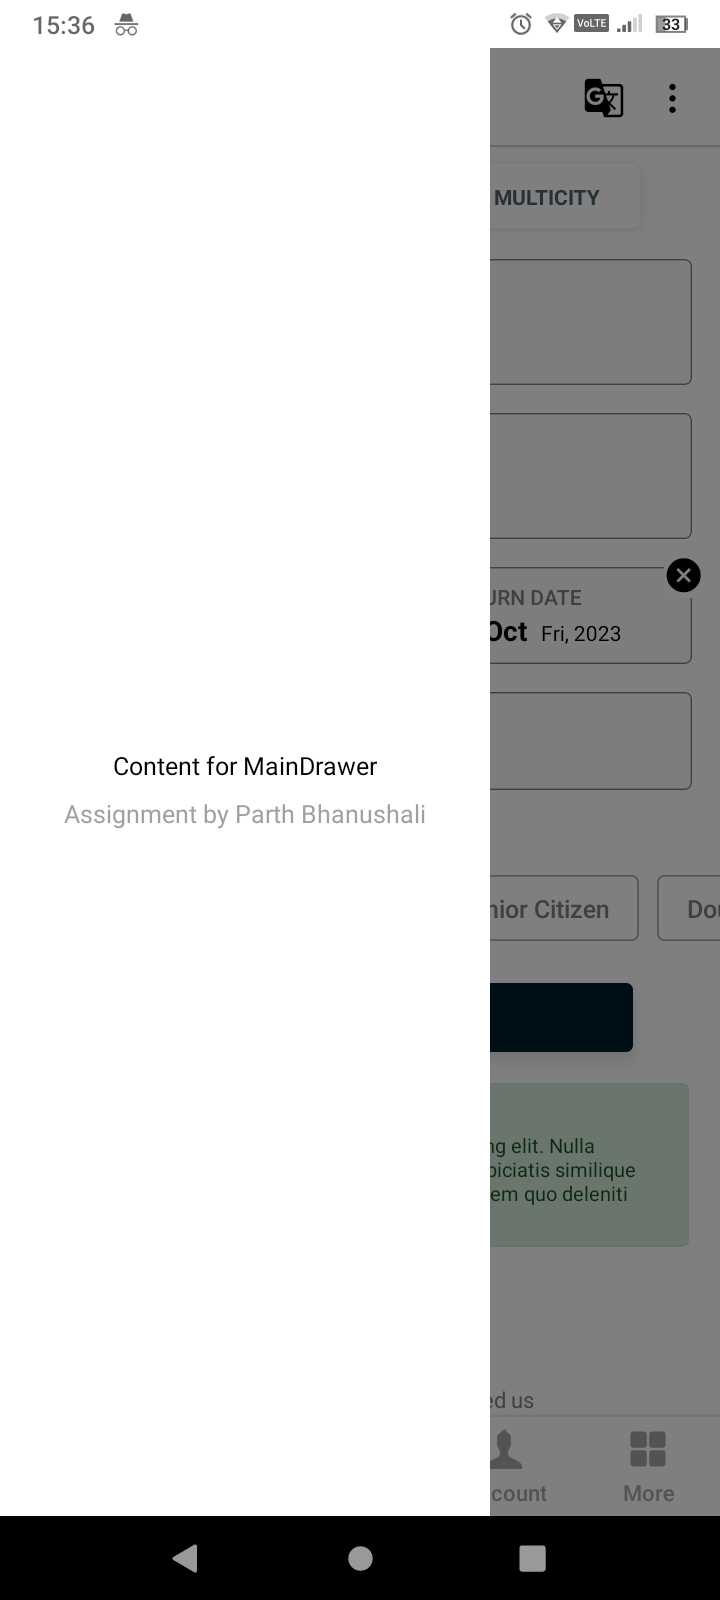 15:36
VoLTE
33
MULTICITY
URN DATE
Oct Fri, 2023
Content for MainDrawer
Assignment by Parth Bhanushali
nior Citizen
Dou
ng elit. Nulla
piciatis similique
em quo deleniti
ed us
count
More